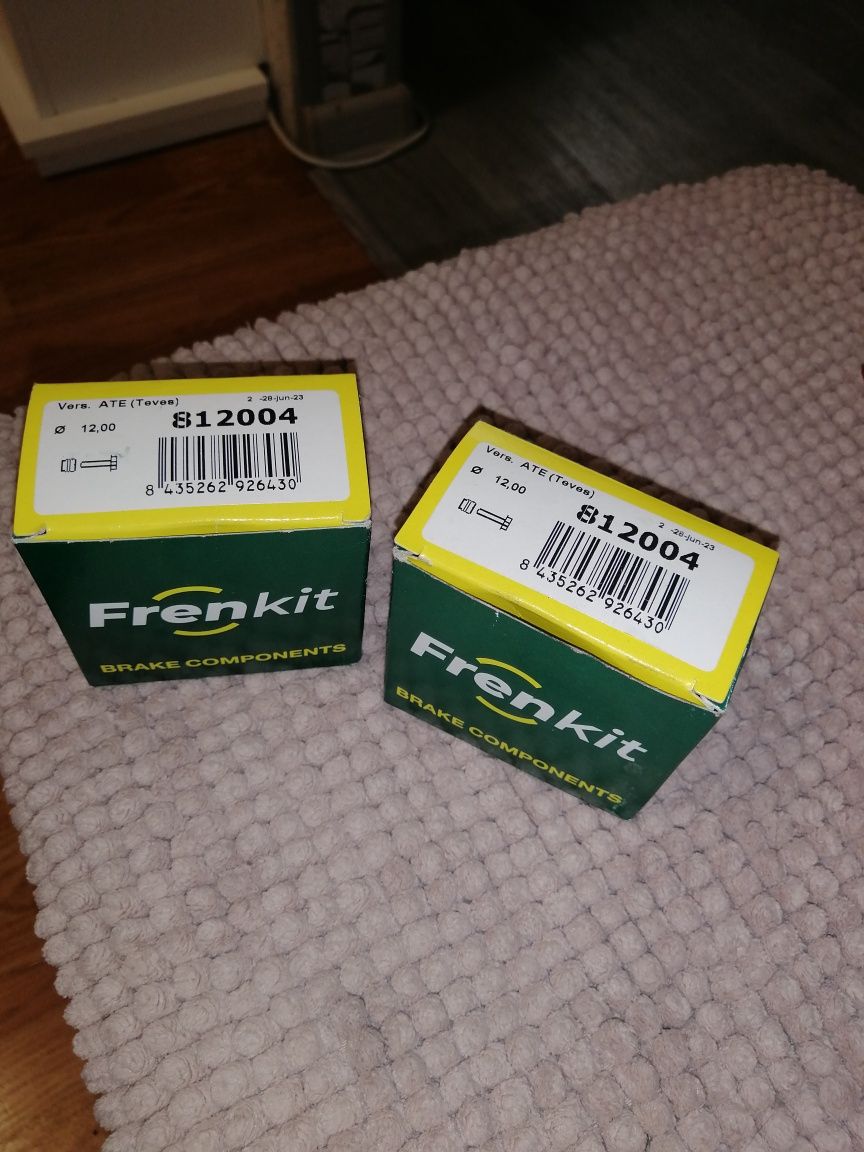 Vers. ATE (Teves) 2 -28-jun-23
Ø 12,00 812004
8 435262 926430
Frenkit
BRAKE COMPONENTS
Vers. ATE (Teves)
Ø 12,00 2 -28-jun-23
812004
8 435262 926430
Frenkit
BRAKE COMPONENTS